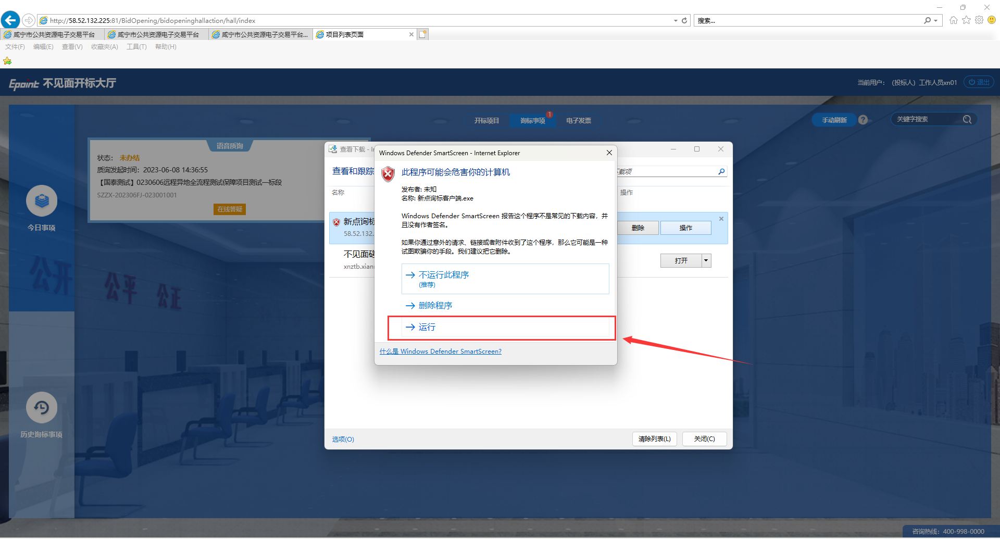 http://58.52.132.225:81/BidOpening/bidopeninghallaction/hall/index
搜索...
咸宁市公共资源电子交易平台
咸宁市公共资源电子交易平台
咸宁市公共资源电子交易平台...
项目列表页面
文件(F) 编辑(E) 查看(V) 收藏夹(A) 工具(T) 帮助(H)
Epoint 不见面开标大厅
当前用户： (投标人) 工作人员xn01
退出
开标项目
询标事项
1
电子发票
手动刷新
?
关键字搜索
语音质询
状态： 未办结
质询发起时间：2023-06-08 14:36:55
【国泰测试】0230606远程异地全流程测试保障项目测试一标段
SZZX-202306FJ-023001001
在线答疑
今日事项
历史询标事项
公开
公平
公正
查看下载 - In
查看和跟踪
下载项
名称
操作
新点询标
58.52.132.
删除
操作
不见面磋
xnztb.xiann
打开
选项(O)
清除列表(L)
关闭(C)
Windows Defender SmartScreen - Internet Explorer
此程序可能会危害你的计算机
发布者: 未知
名称: 新点询标客户端.exe
Windows Defender SmartScreen 报告这个程序不是常见的下载内容，并
且没有作者签名。
如果你通过意外的请求、链接或者附件收到了这个程序，那么它可能是一种
试图欺骗你的手段。我们建议把它删除。
不运行此程序
(推荐)
删除程序
运行
什么是 Windows Defender SmartScreen?
咨询热线：400-998-0000